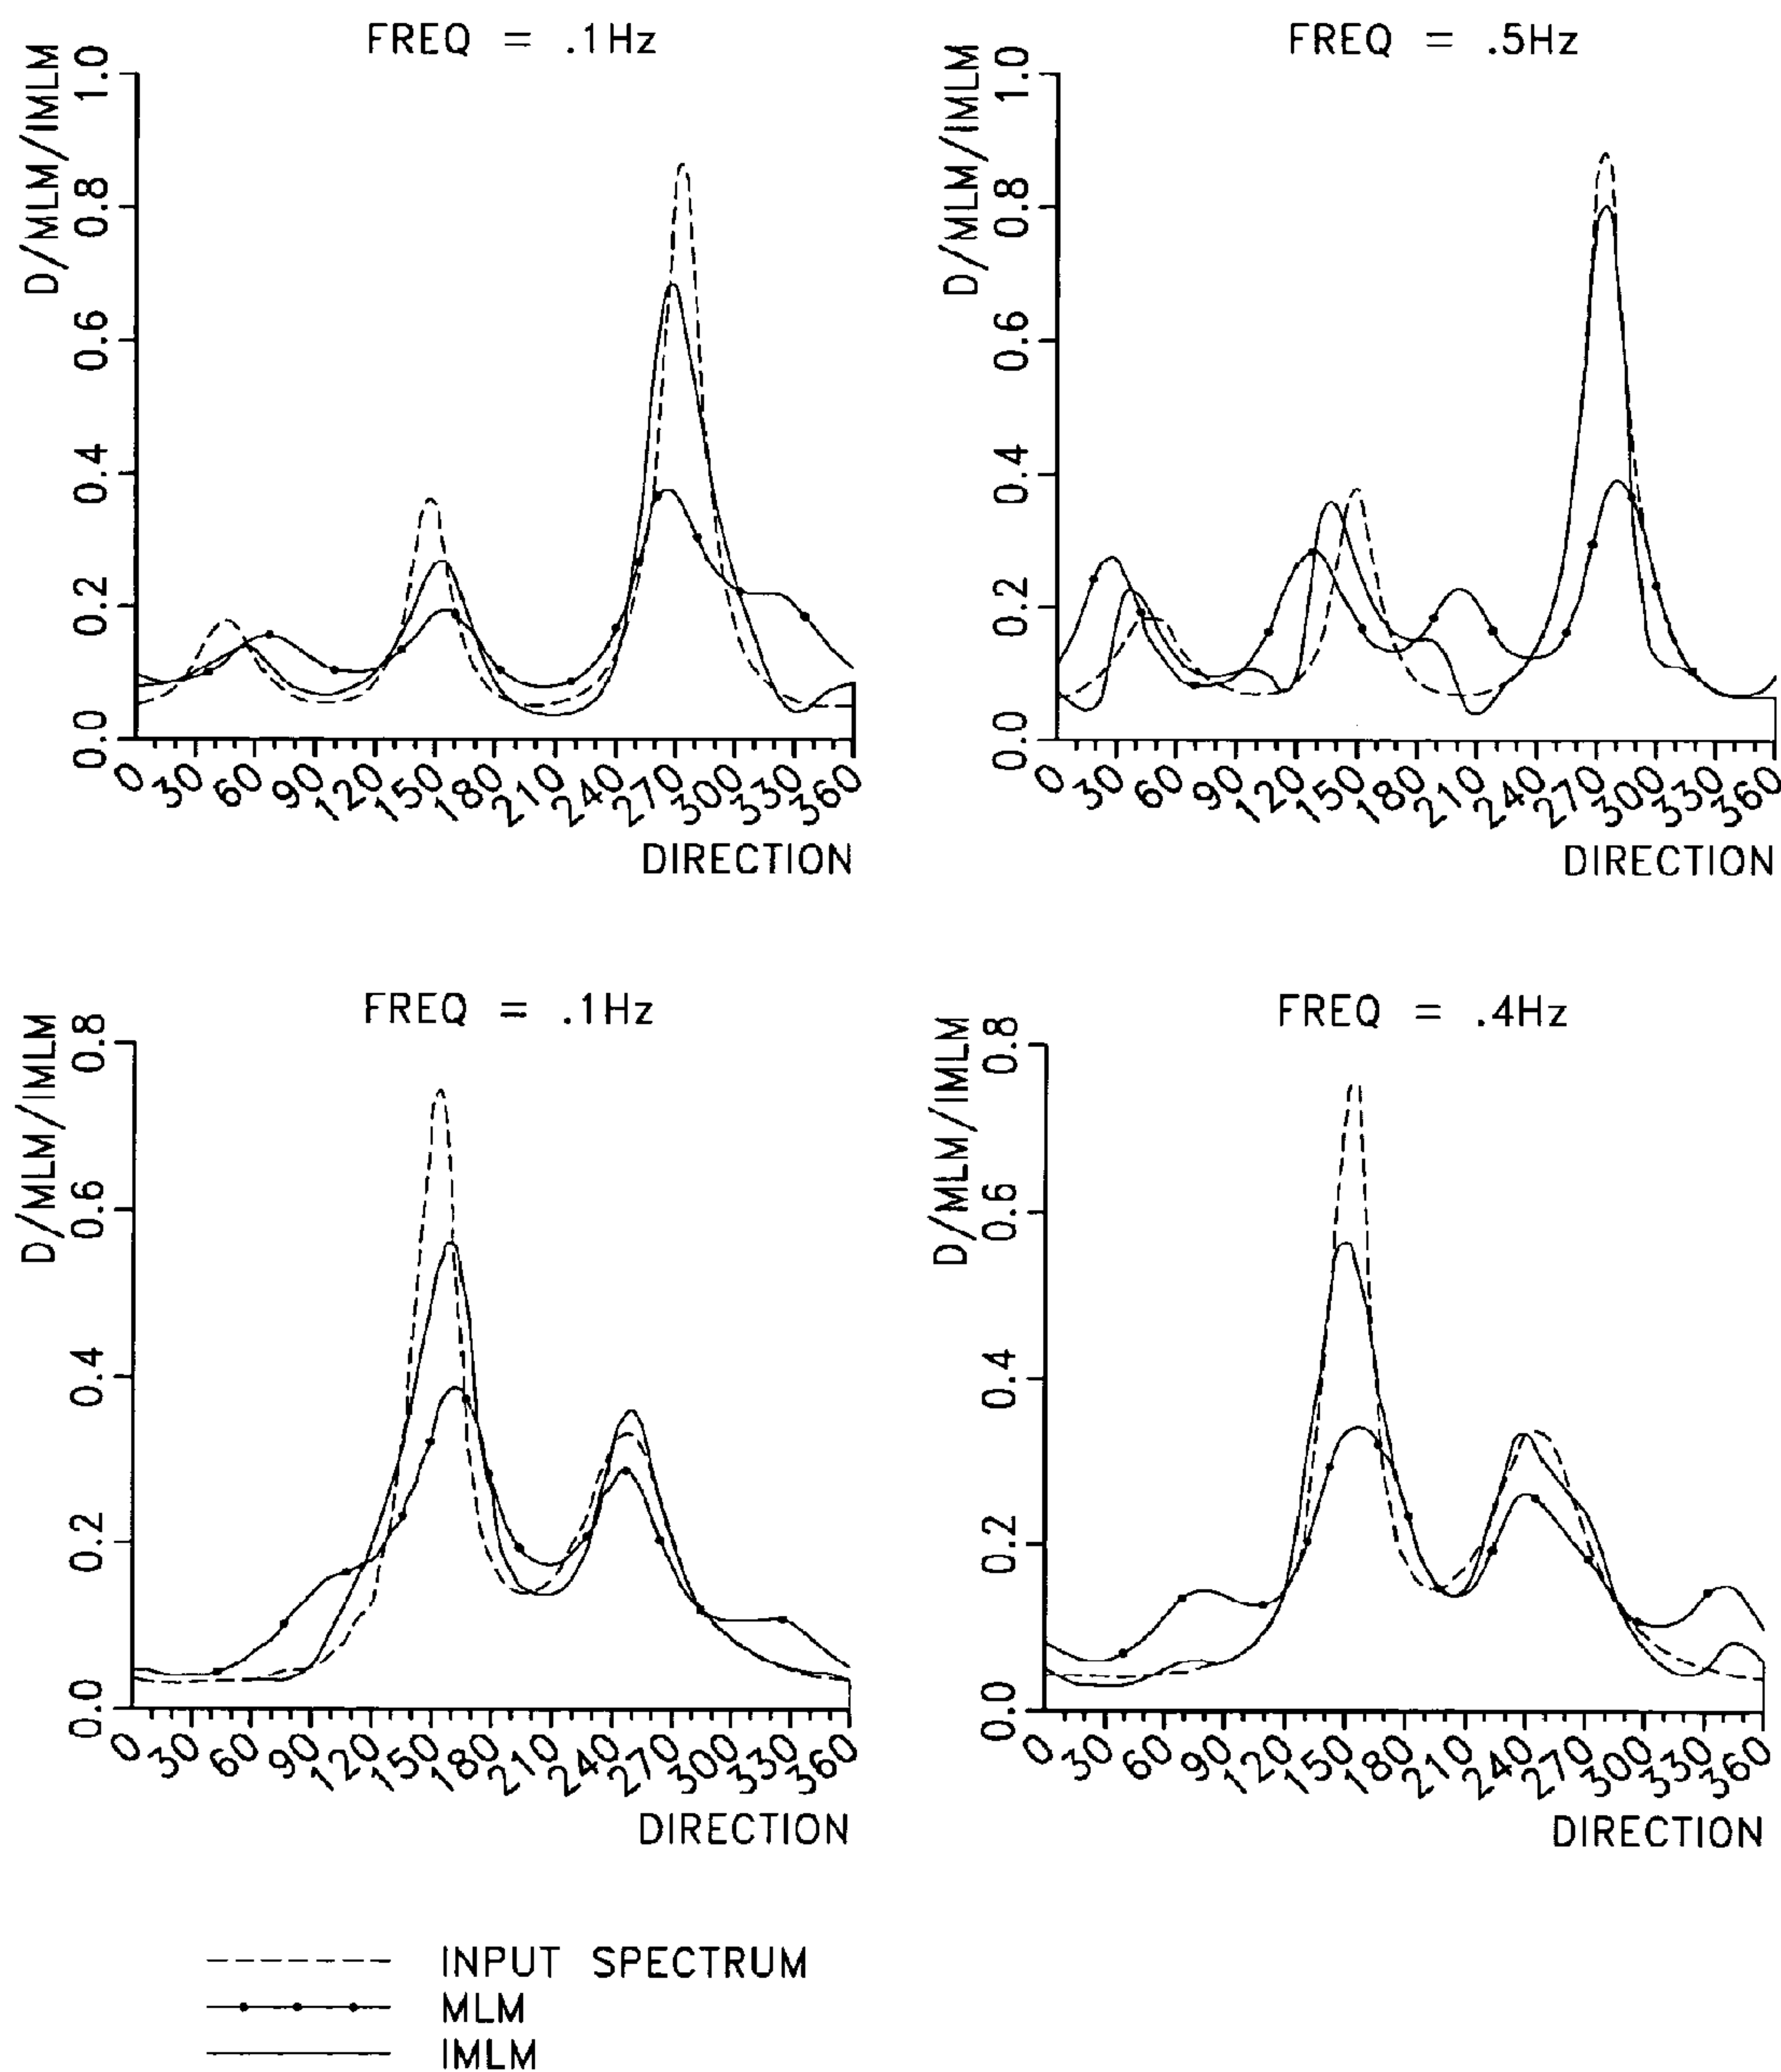 FREQ = .1Hz
D/MLM/IMLM
1.0
0.8
0.6
0.4
0.2
0.0
0 30 60 90 120 150 180 210 240 270 300 330 360
DIRECTION
FREQ = .5Hz
D/MLM/IMLM
1.0
0.8
0.6
0.4
0.2
0.0
0 30 60 90 120 150 180 210 240 270 300 330 360
DIRECTION
FREQ = .1Hz
D/MLM/IMLM
0.8
0.6
0.4
0.2
0.0
0 30 60 90 120 150 180 210 240 270 300 330 360
DIRECTION
FREQ = .4Hz
D/MLM/IMLM
0.8
0.6
0.4
0.2
0.0
0 30 60 90 120 150 180 210 240 270 300 330 360
DIRECTION
INPUT SPECTRUM
MLM
IMLM